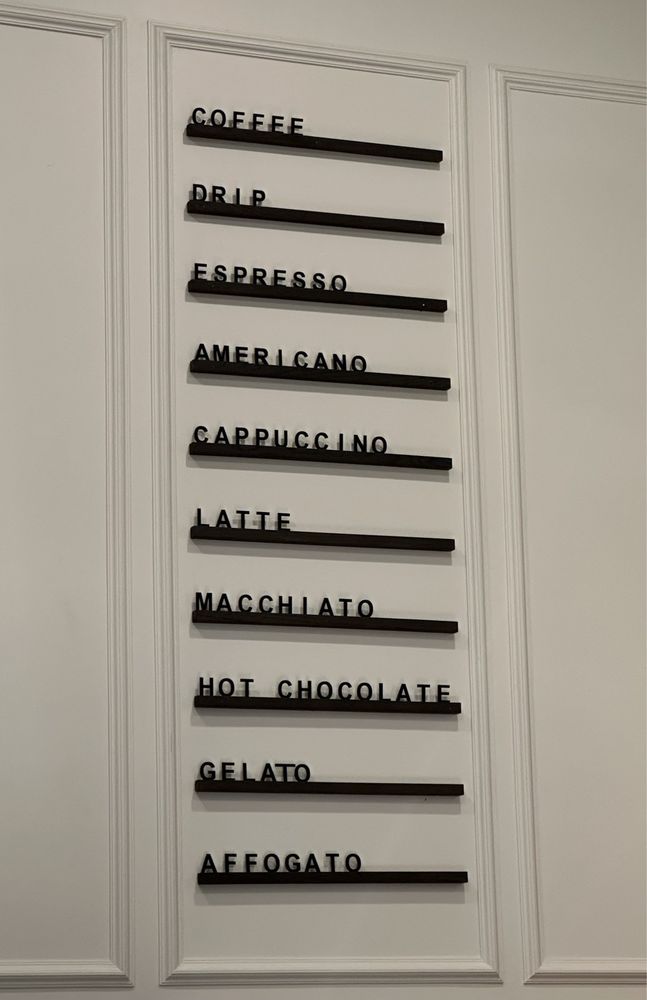 COFFEE
DRIP
ESPRESSO
AMERICANO
CAPPUCCINO
LATTE
MACCHIATO
HOT CHOCOLATE
GELATO
AFFOGATO